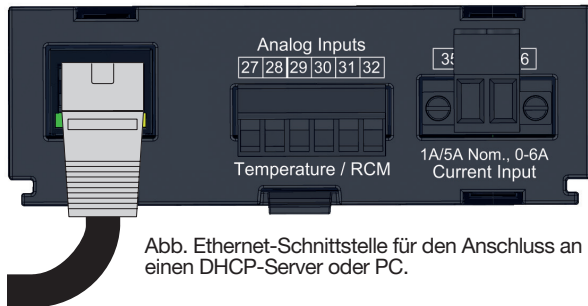 Analog Inputs
27 28 29 30 31 32
Temperature / RCM
35 6
1A/5A Nom., 0-6A
Current Input
Abb. Ethernet-Schnittstelle für den Anschluss an
einen DHCP-Server oder PC.